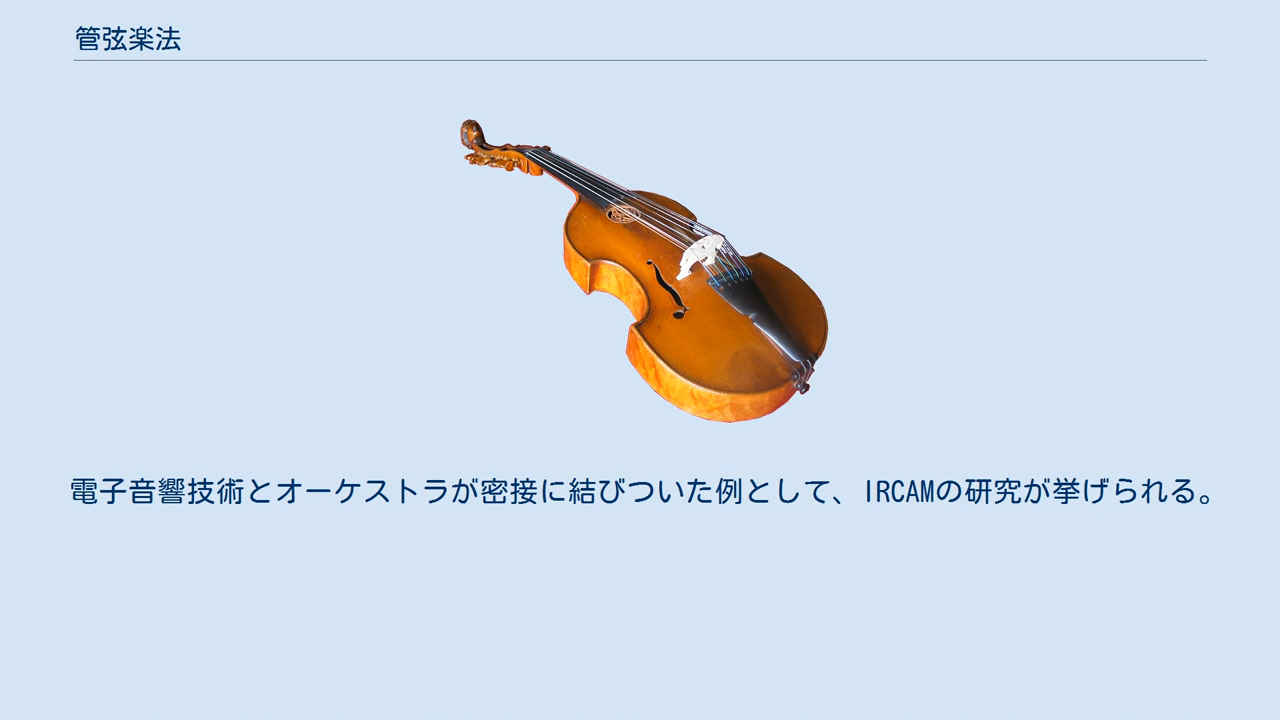 管弦楽法
電子音響技術とオーケストラが密接に結びついた例として、IRCAMの研究が挙げられる。